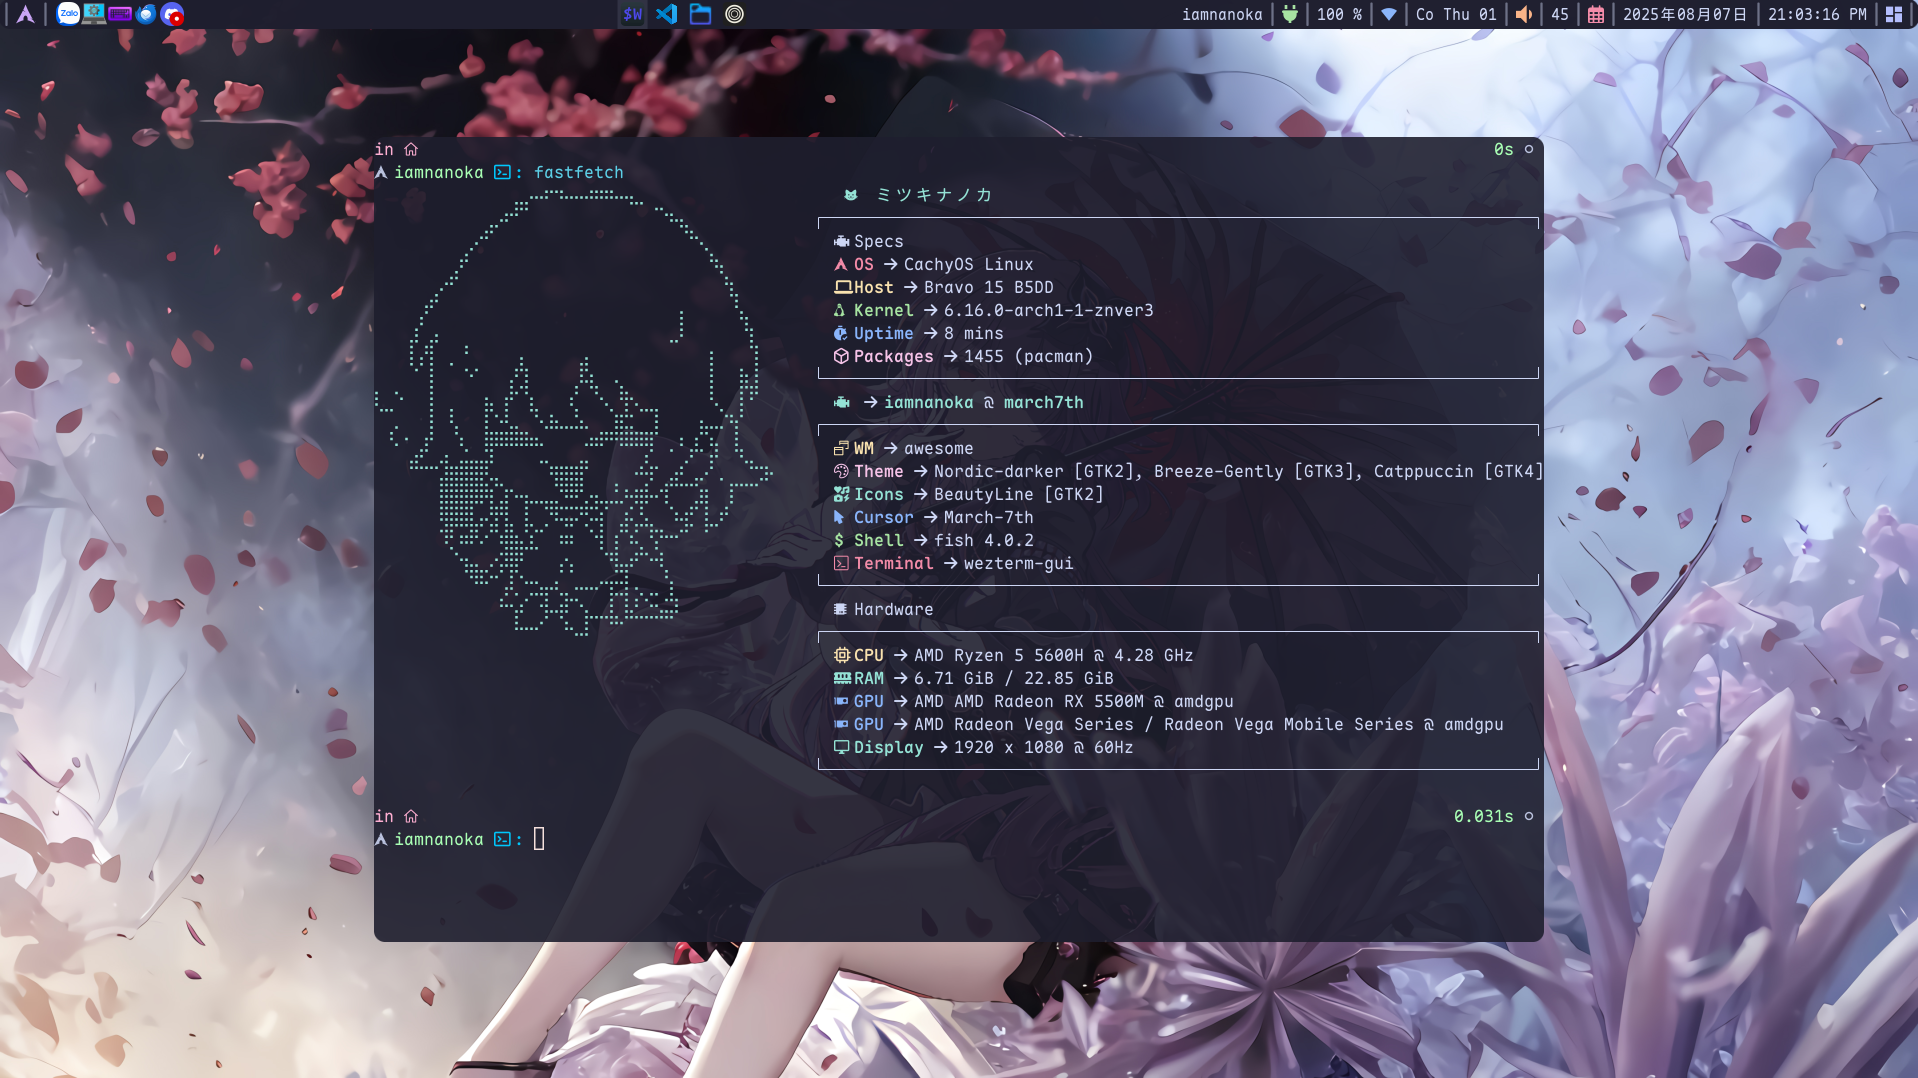 Zalo $W iamnanoka 100 % Co Thu 01 45 2025年08月07日 21:03:16 PM
in 0s
iamnanoka : fastfetch
ミツキナノカ
Specs
OS → CachyOS Linux
Host → Bravo 15 B5DD
Kernel → 6.16.0-arch1-1-znver3
Uptime → 8 mins
Packages → 1455 (pacman)
→ iamnanoka @ march7th
WM → awesome
Theme → Nordic-darker [GTK2], Breeze-Gently [GTK3], Catppuccin [GTK4]
Icons → BeautyLine [GTK2]
Cursor → March-7th
$ Shell → fish 4.0.2
Terminal → wezterm-gui
Hardware
CPU → AMD Ryzen 5 5600H @ 4.28 GHz
RAM → 6.71 GiB / 22.85 GiB
GPU → AMD AMD Radeon RX 5500M @ amdgpu
GPU → AMD Radeon Vega Series / Radeon Vega Mobile Series @ amdgpu
Display → 1920 x 1080 @ 60Hz
in 0.031s
iamnanoka :